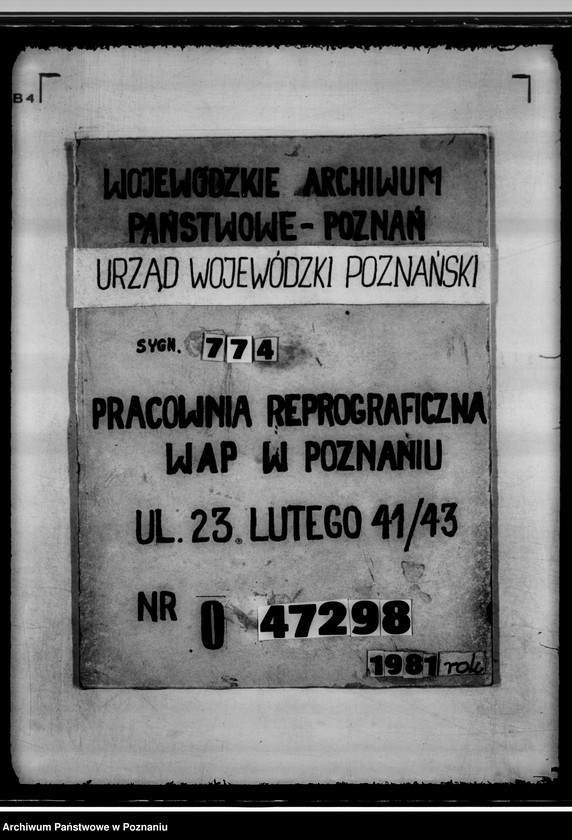 B4
WOJEWÓDZKIE ARCHIWUM
PAŃSTWOWE - POZNAŃ
URZĄD WOJEWÓDZKI POZNAŃSKI
SYGN. 774
PRACOWNIA REPROGRAFICZNA
WAP W POZNANIU
UL. 23. LUTEGO 41/43
NR 0 47298
1981 rok
Archiwum Państwowe w Poznaniu